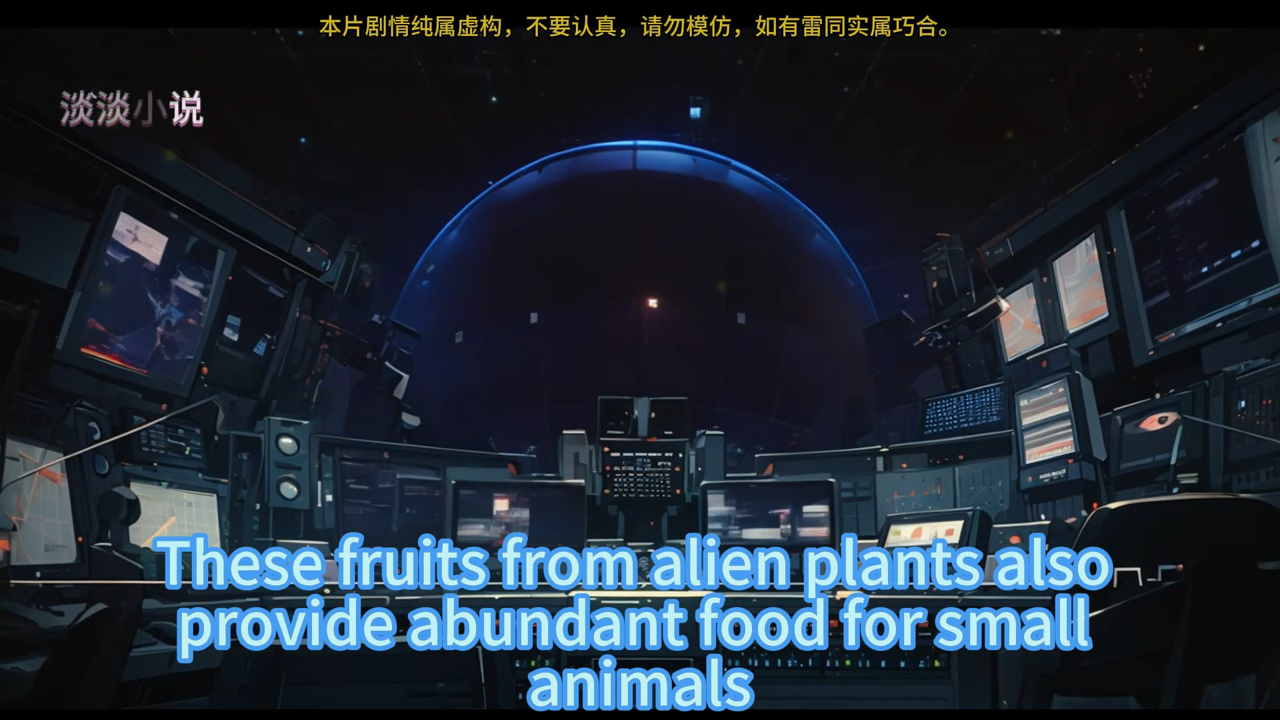 本片剧情纯属虚构，不要认真，请勿模仿，如有雷同实属巧合。
淡淡小说
These fruits from alien plants also
provide abundant food for small
animals